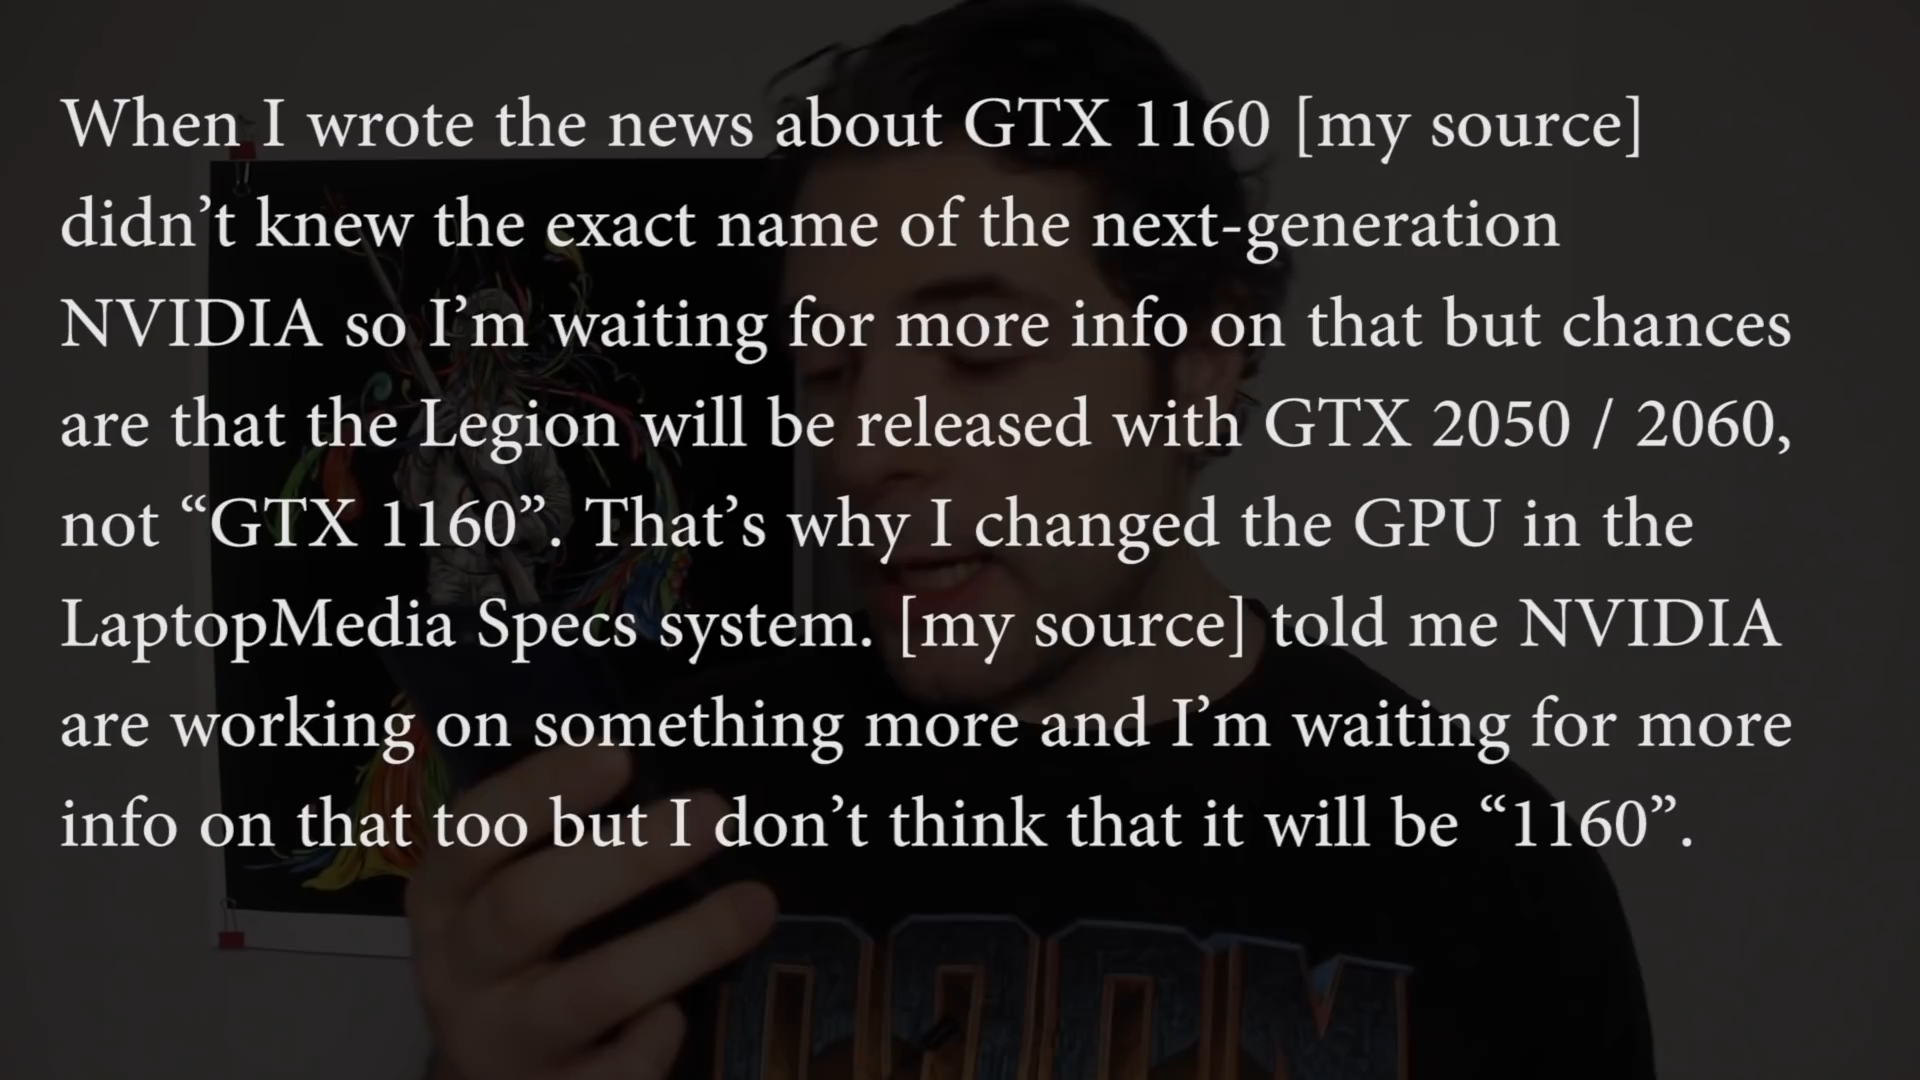 When I wrote the news about GTX 1160 [my source]
didn’t knew the exact name of the next-generation
NVIDIA so I’m waiting for more info on that but chances
are that the Legion will be released with GTX 2050 / 2060,
not “GTX 1160”. That’s why I changed the GPU in the
LaptopMedia Specs system. [my source] told me NVIDIA
are working on something more and I’m waiting for more
info on that too but I don’t think that it will be “1160”.
DOOM